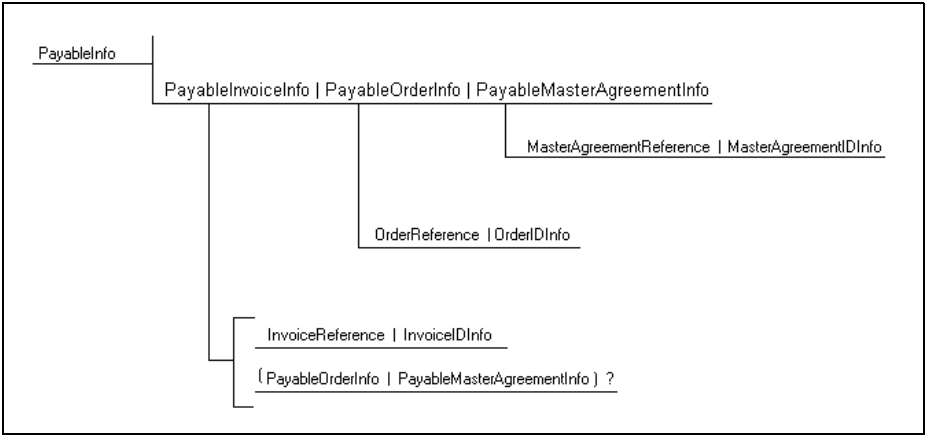 PayableInfo
PayableInvoiceInfo | PayableOrderInfo | PayableMasterAgreementInfo
MasterAgreementReference | MasterAgreementIDInfo
OrderReference | OrderIDInfo
InvoiceReference | InvoiceIDInfo
( PayableOrderInfo | PayableMasterAgreementInfo ) ?